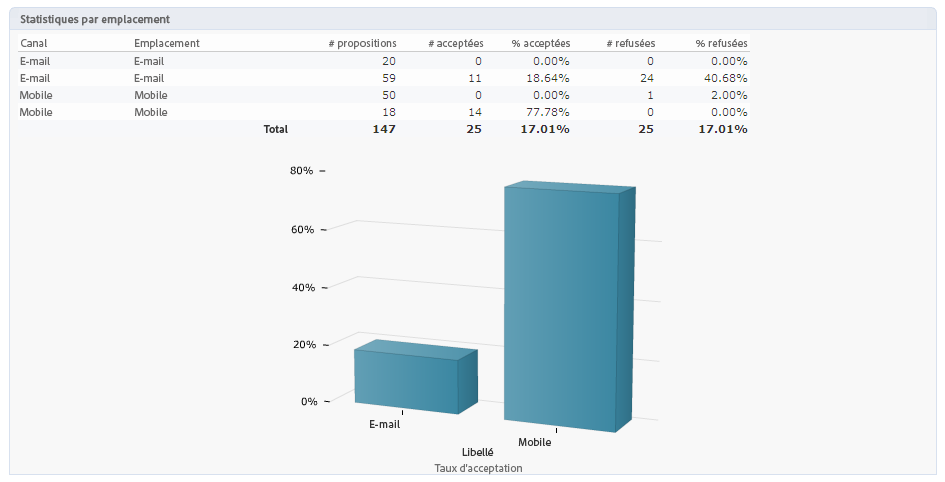 Statistiques par emplacement
Canal Emplacement # propositions # acceptées % acceptées # refusées % refusées
E-mail E-mail 20 0 0.00% 0 0.00%
E-mail E-mail 59 11 18.64% 24 40.68%
Mobile Mobile 50 0 0.00% 1 2.00%
Mobile Mobile 18 14 77.78% 0 0.00%
Total 147 25 17.01% 25 17.01%
80%
60%
40%
20%
0%
E-mail
Mobile
Libellé
Taux d'acceptation